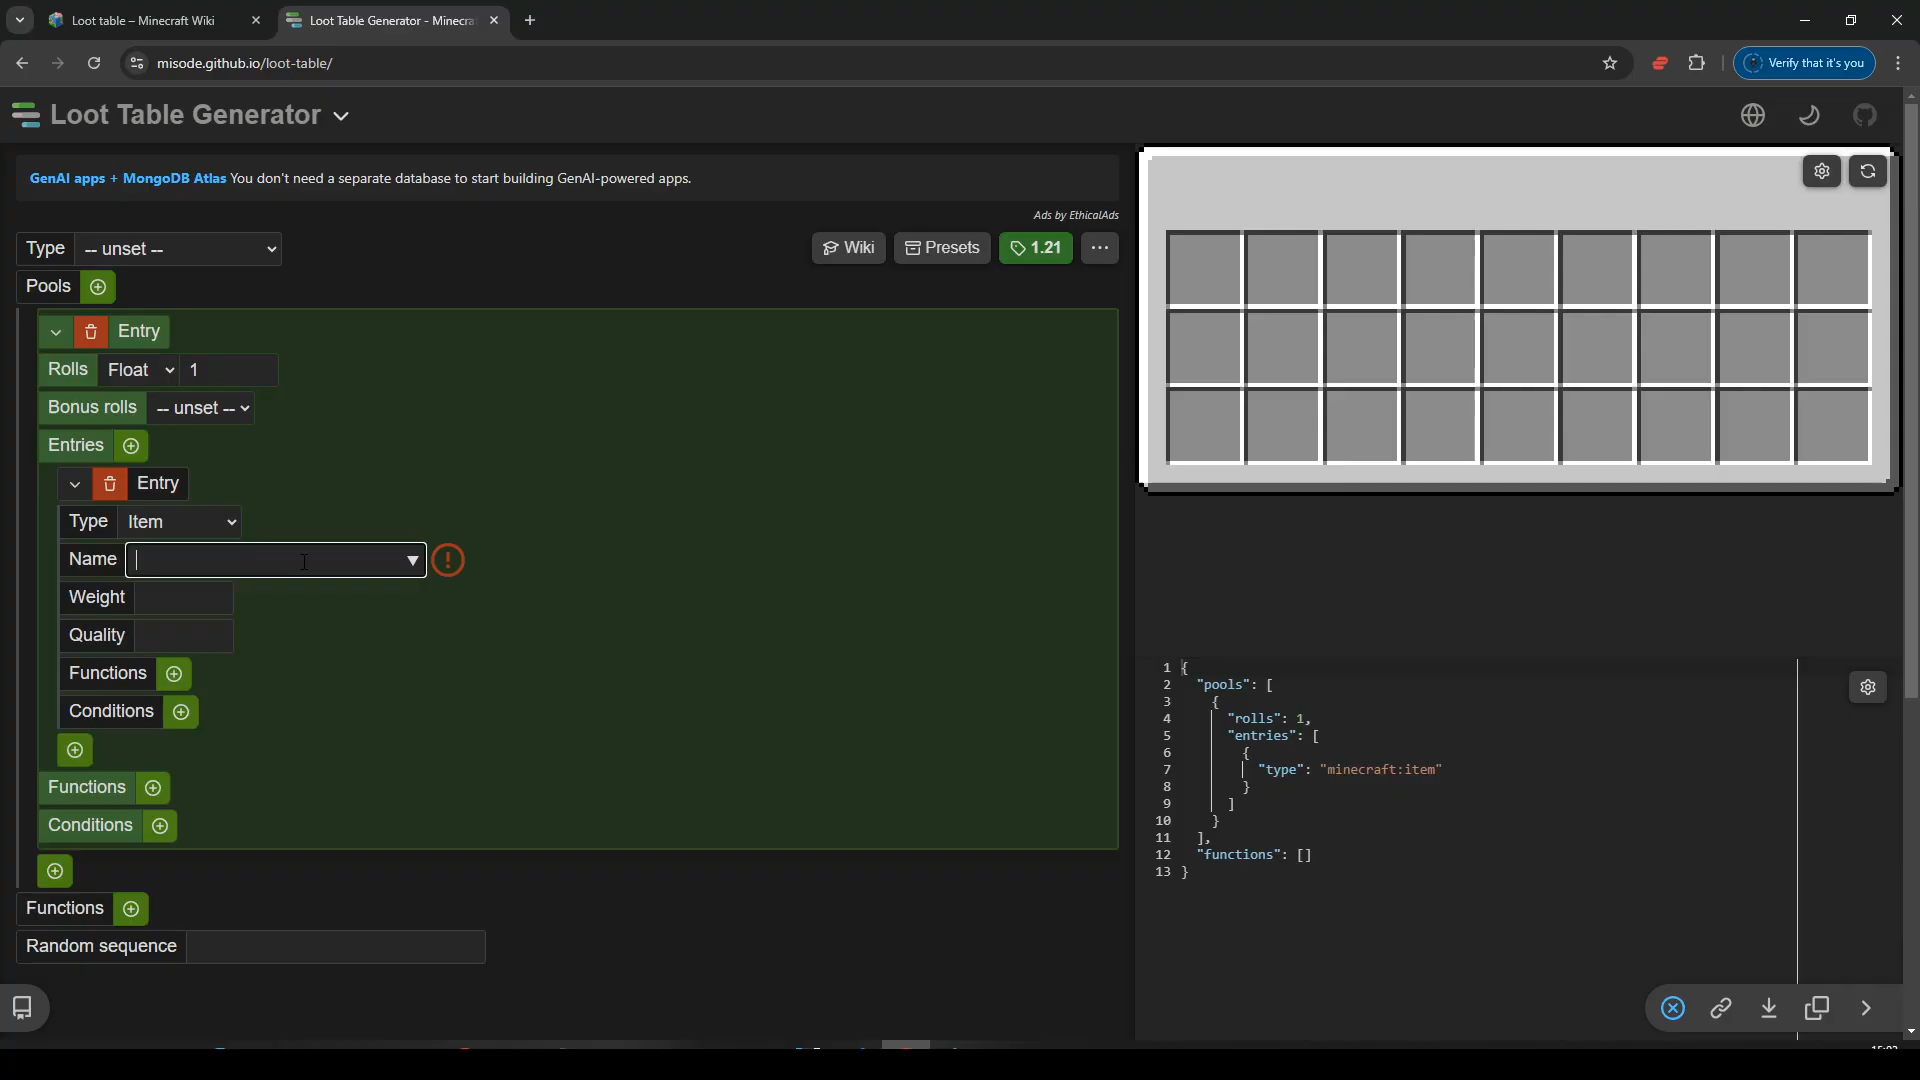 Loot table – Minecraft Wiki
Loot Table Generator - Minecra
misode.github.io/loot-table/
Verify that it's you
Loot Table Generator
GenAI apps + MongoDB Atlas You don't need a separate database to start building GenAI-powered apps.
Ads by EthicalAds
Type -- unset --
Wiki
Presets
1.21
Pools
Entry
Rolls Float 1
Bonus rolls -- unset --
Entries
Entry
Type Item
Name
Weight
Quality
Functions
Conditions
Functions
Conditions
Functions
Random sequence
1 {
2 "pools": [
3 {
4 "rolls": 1,
5 "entries": [
6 {
7 "type": "minecraft:item"
8 }
9 ]
10 }
11 ],
12 "functions": []
13 }